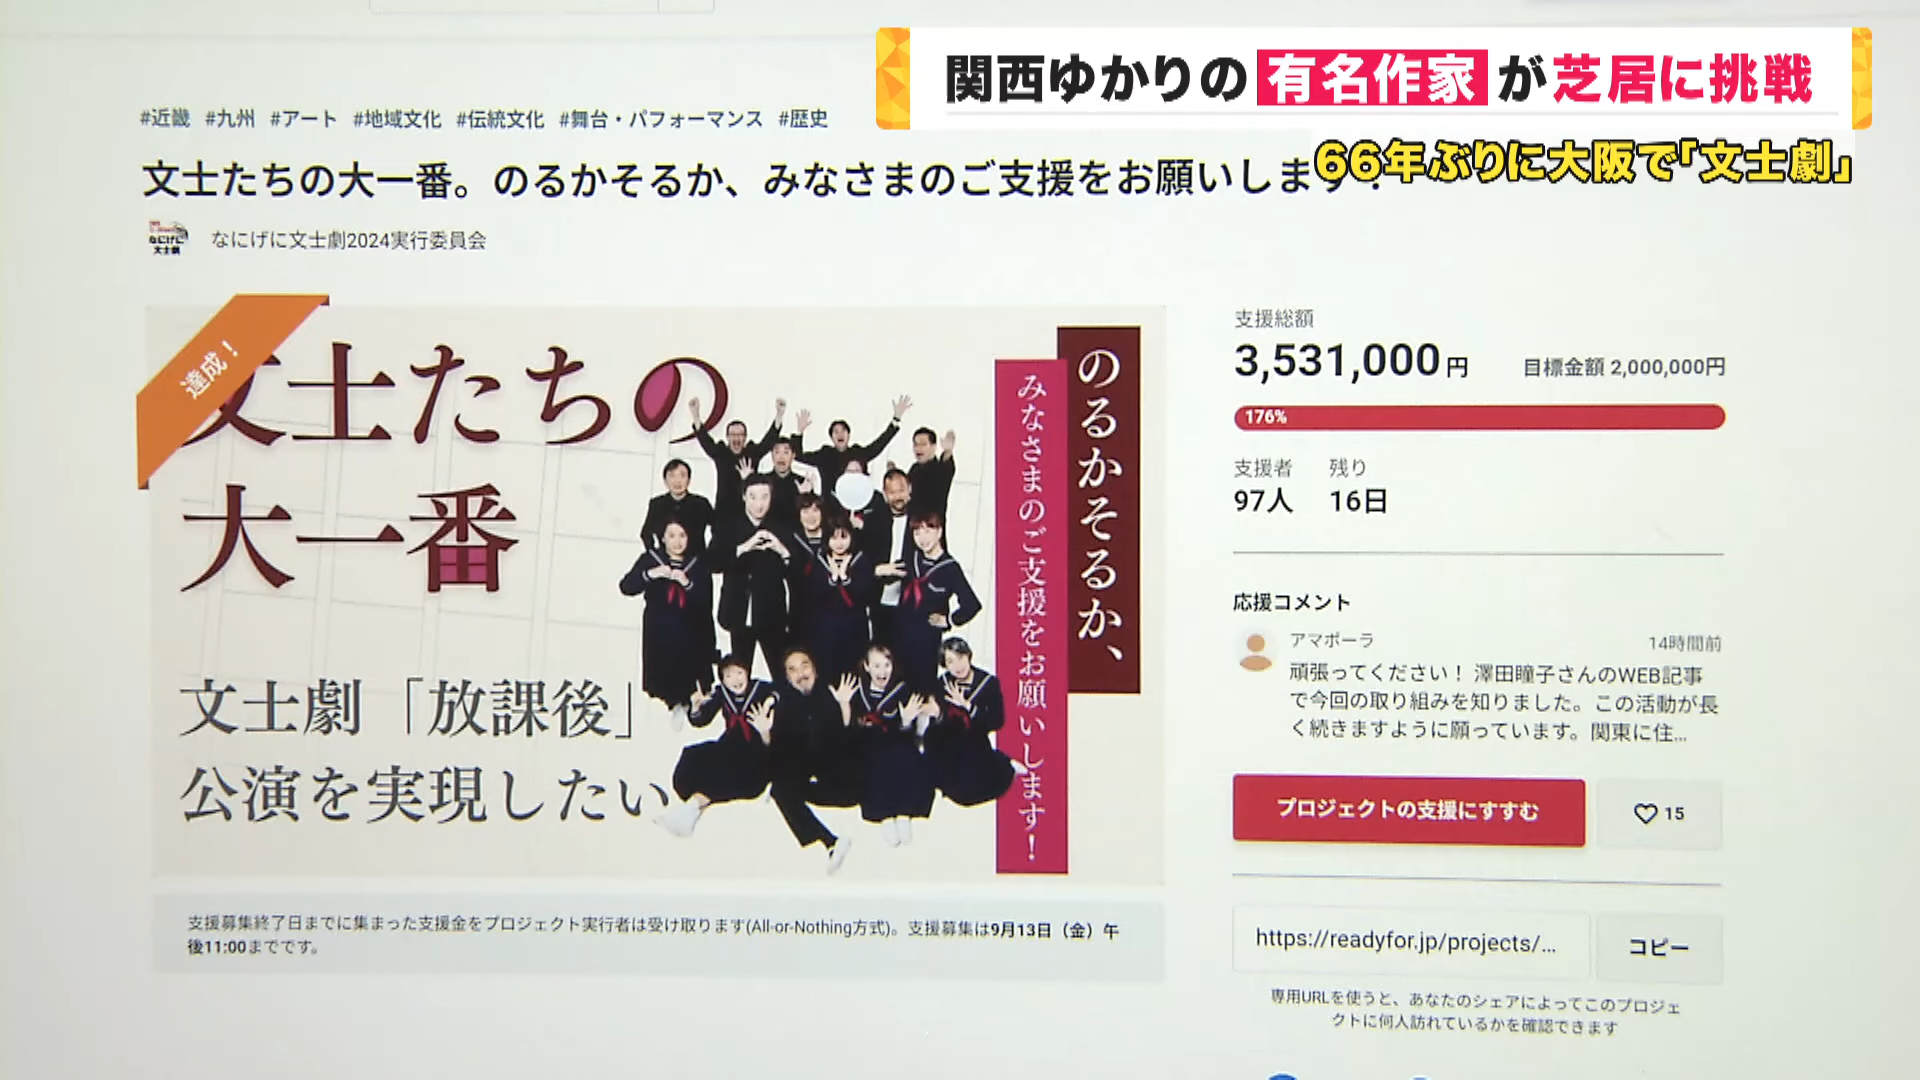 関西ゆかりの有名作家が芝居に挑戦
66年ぶりに大阪で「文士劇」
#近畿 #九州 #アート #地域文化 #伝統文化 #舞台・パフォーマンス #歴史
文士たちの大一番。のるかそるか、みなさまのご支援をお願いします!
なにげに文士劇
なにげに文士劇2024実行委員会
達成!
文士たちの
大一番
文士劇「放課後」
公演を実現したい
のるかそるか、
みなさまのご支援をお願いします!
支援総額
3,531,000円 目標金額 2,000,000円
176%
支援者 残り
97人 16日
応援コメント
アマポーラ 14時間前
頑張ってください! 澤田瞳子さんのWEB記事
で今回の取り組みを知りました。この活動が長
く続きますように願っています。関東に住...
プロジェクトの支援にすすむ
15
https://readyfor.jp/projects/... コピー
専用URLを使うと、あなたのシェアによってこのプロジェ
クトに何人訪れているかを確認できます
支援募集終了日までに集まった支援金をプロジェクト実行者は受け取ります(All-or-Nothing方式)。支援募集は9月13日(金)午
後11:00までです。